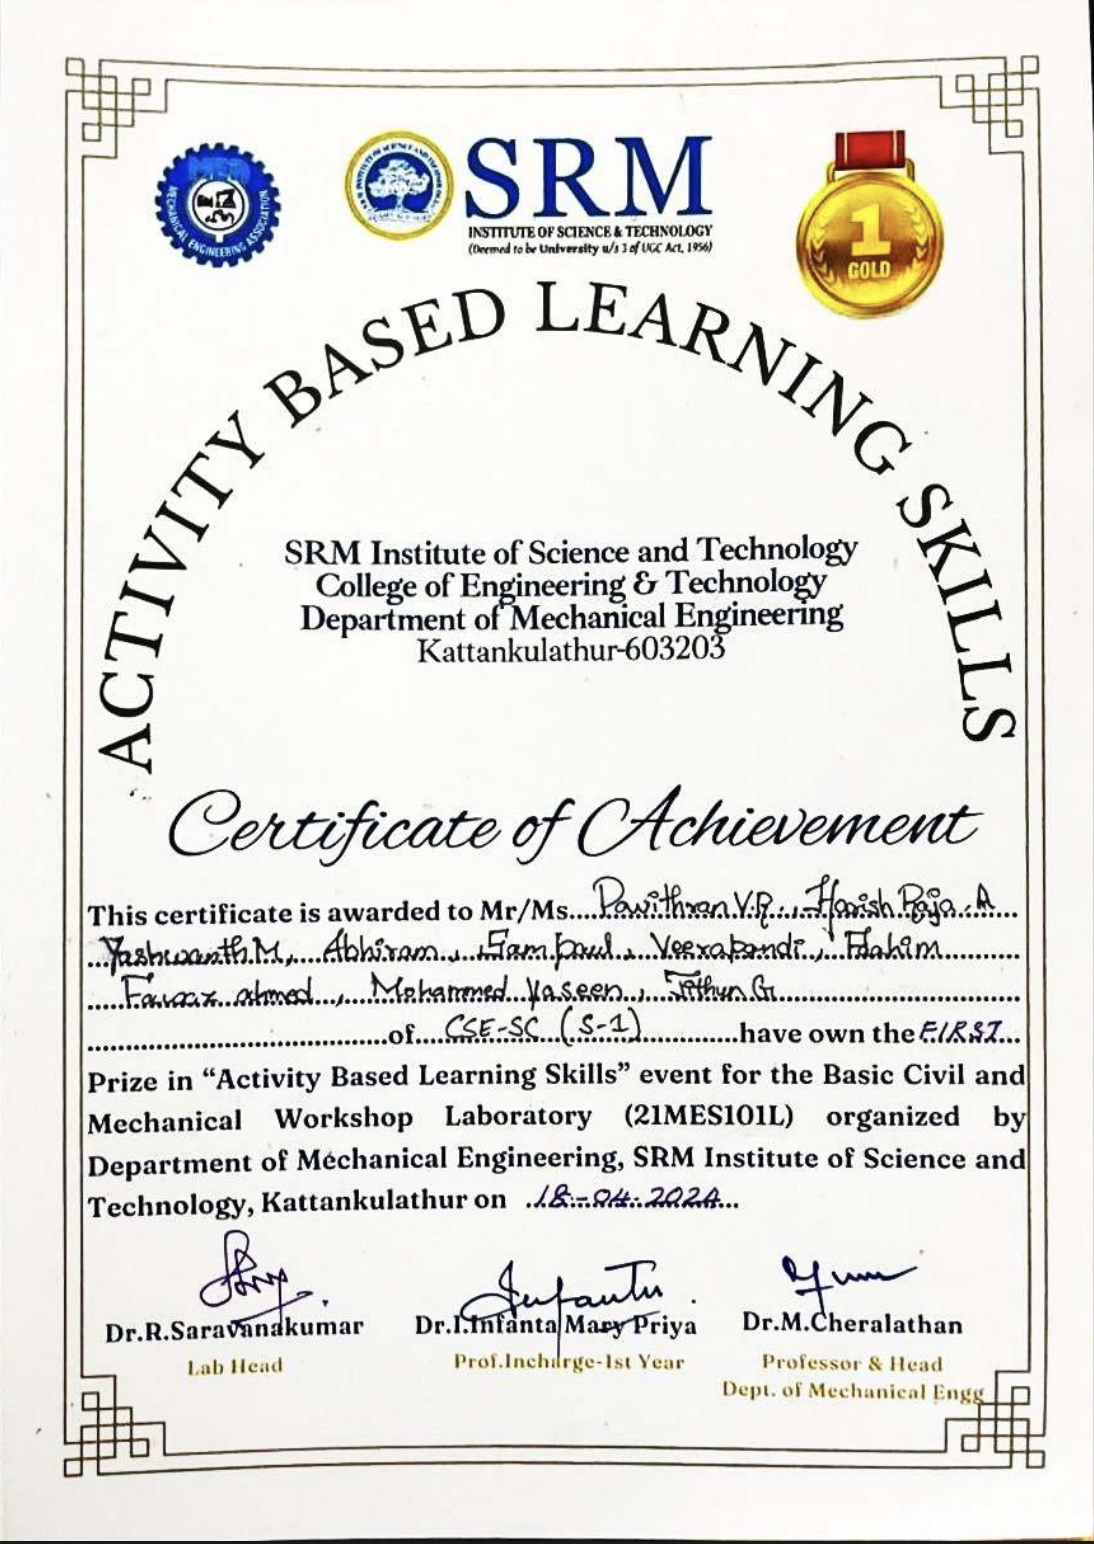 MECHANICAL ENGINEERING ASSOCIATION
SRM
INSTITUTE OF SCIENCE & TECHNOLOGY
(Deemed to be University u/s 3 of UGC Act, 1956)
1
GOLD
ACTIVITY BASED LEARNING SKILLS
SRM Institute of Science and Technology
College of Engineering & Technology
Department of Mechanical Engineering
Kattankulathur-603203
Certificate of Achievement
This certificate is awarded to Mr/Ms....Pavithran V.R., Harish Raja.A
Yashwanth.M, Abhiram, Sam paul, Veerapandi, Fahim
Faraaz ahmed, Mohammed Yaseen, Jithun G
of....CSE-SC (S-1)....have own the FIRST...
Prize in “Activity Based Learning Skills” event for the Basic Civil and
Mechanical Workshop Laboratory (21MES101L) organized by
Department of Mechanical Engineering, SRM Institute of Science and
Technology, Kattankulathur on 18-04-2024...
Dr.R.Saravanakumar Dr.I.Infanta Mary Priya Dr.M.Cheralathan
Lab Head Prof.Incharge-Ist Year Professor & Head
Dept. of Mechanical Engg